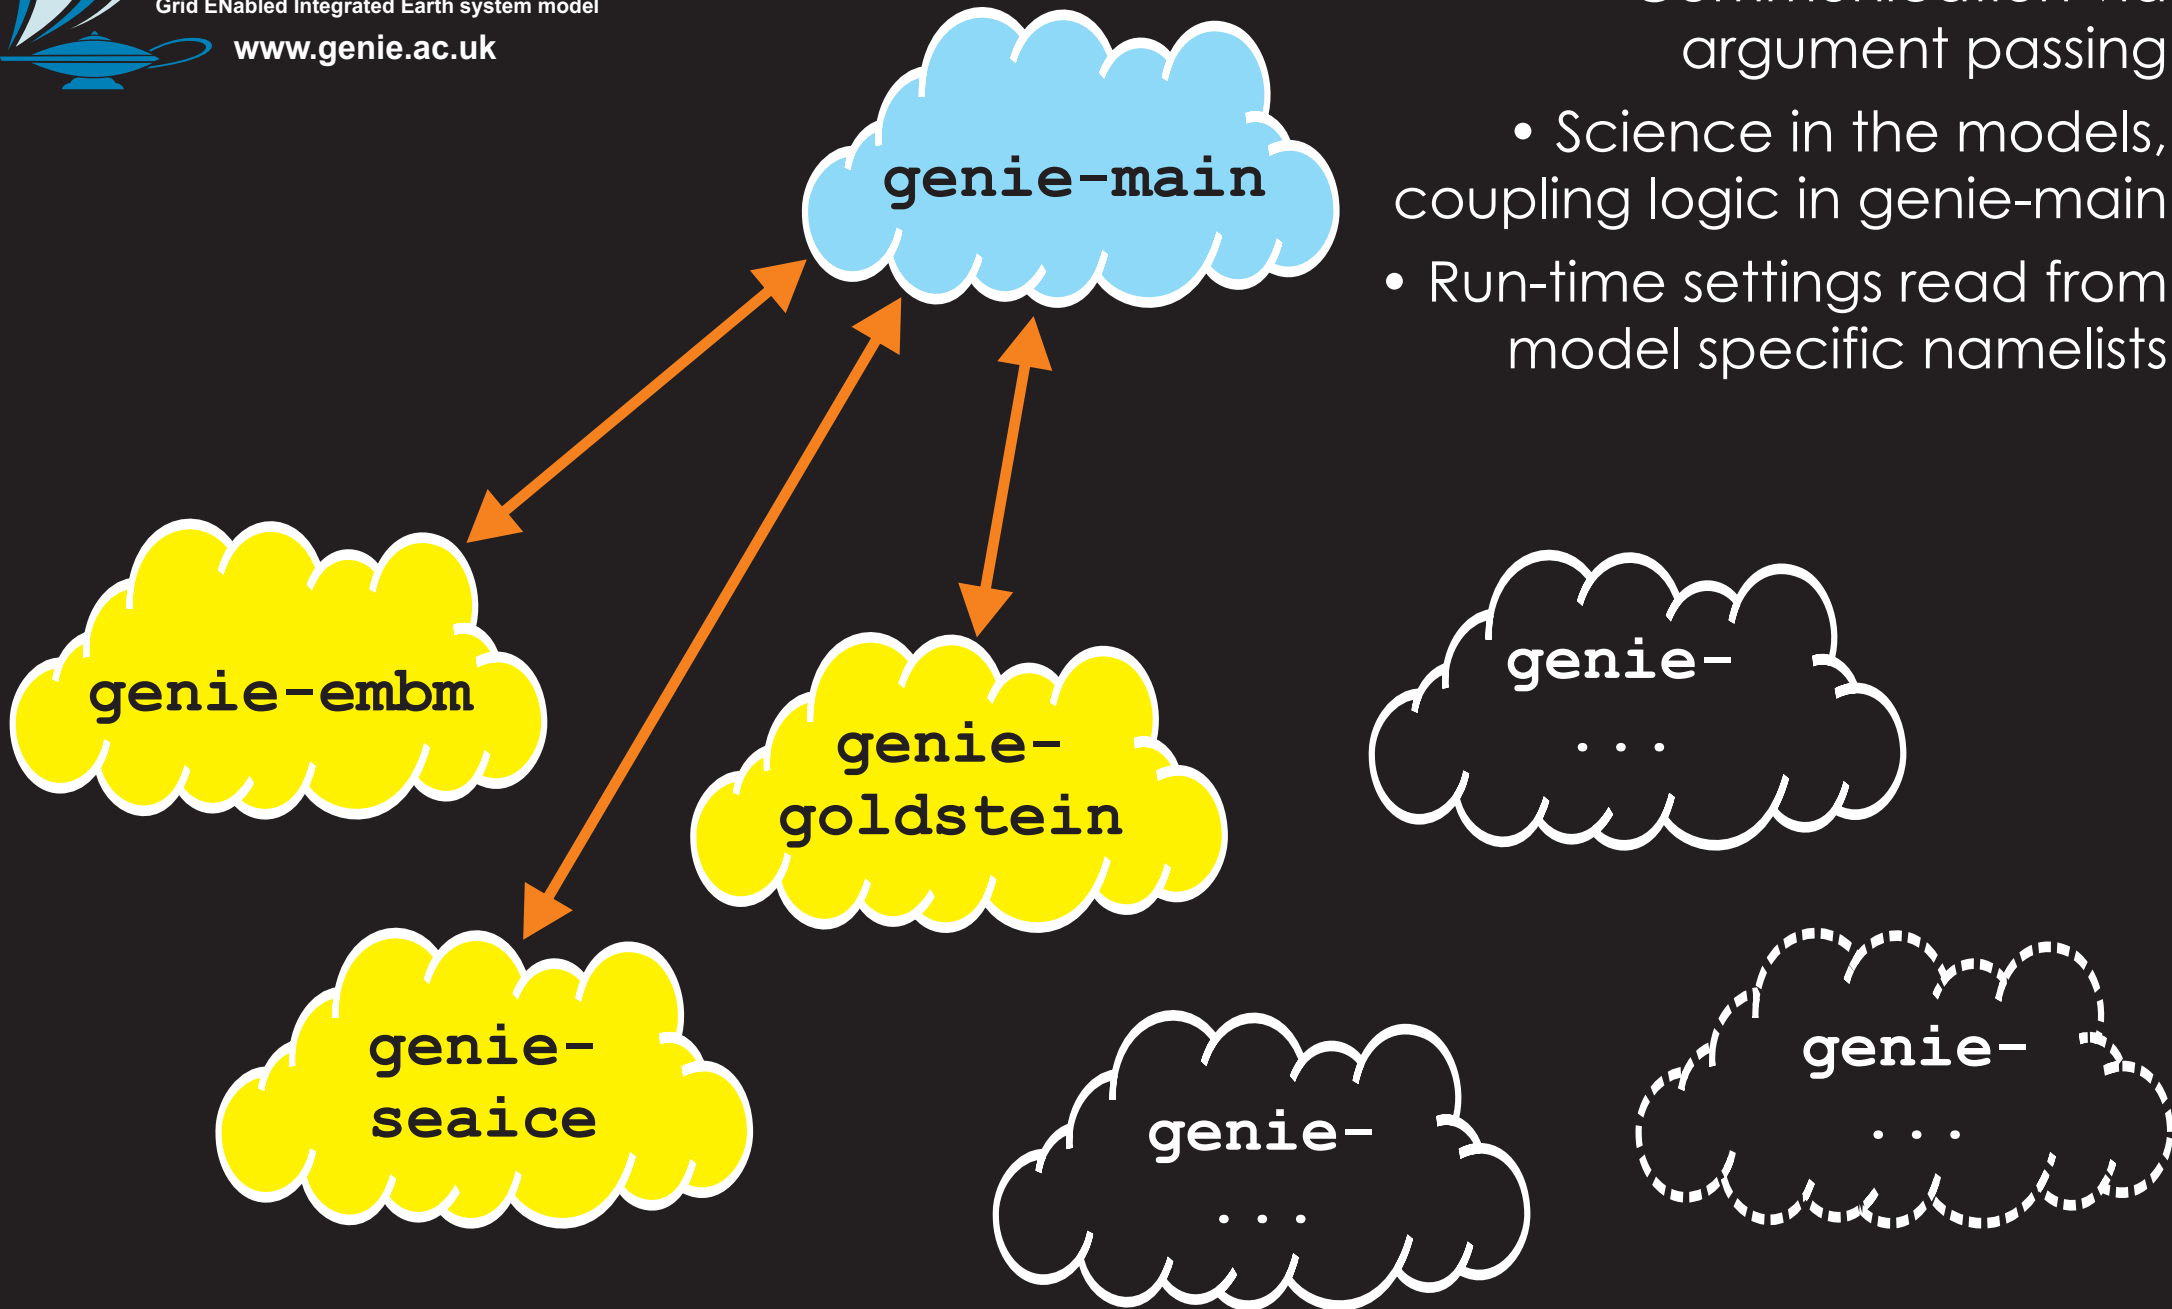 Grid ENabled Integrated Earth system model
www.genie.ac.uk
Communication via
argument passing
• Science in the models,
coupling logic in genie-main
• Run-time settings read from
model specific namelists
genie-main
genie-embm
genie-
goldstein
genie-
...
genie-
seaice
genie-
...
genie-
...